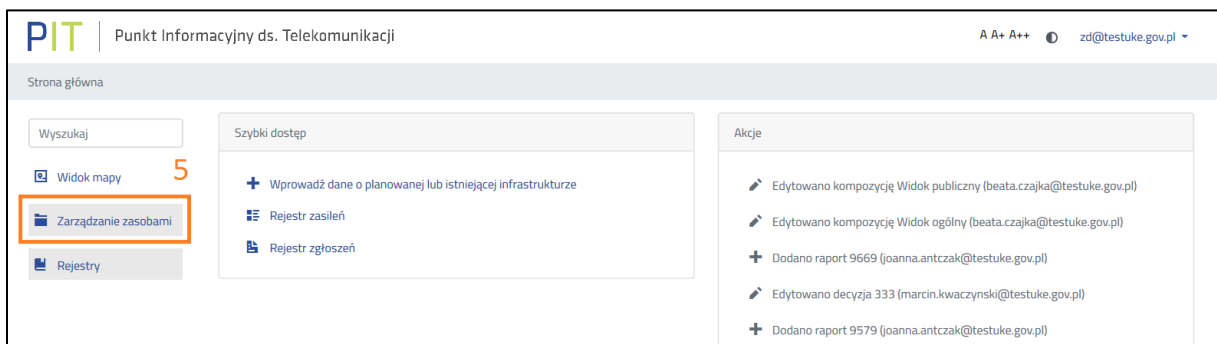 PIT Punkt Informacyjny ds. Telekomunikacji A A+ A++ zd@testuke.gov.pl
Strona główna
Wyszukaj
5
Widok mapy
Zarządzanie zasobami
Rejestry
Szybki dostęp
Wprowadź dane o planowanej lub istniejącej infrastrukturze
Rejestr zasileń
Rejestr zgłoszeń
Akcje
Edytowano kompozycję Widok publiczny (beata.czajka@testuke.gov.pl)
Edytowano kompozycję Widok ogólny (beata.czajka@testuke.gov.pl)
Dodano raport 9669 (joanna.antczak@testuke.gov.pl)
Edytowano decyzja 333 (marcin.kwaczynski@testuke.gov.pl)
Dodano raport 9579 (joanna.antczak@testuke.gov.pl)